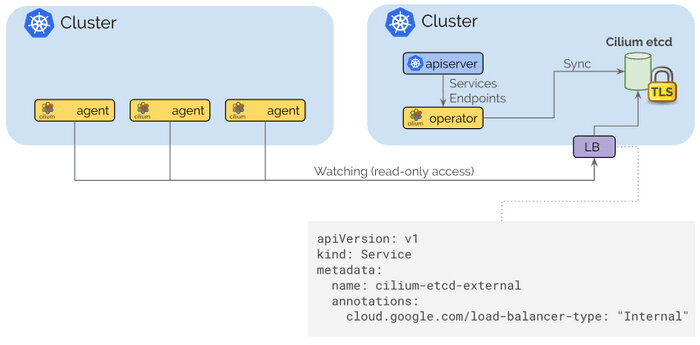 Cluster
Cluster
Cilium etcd
apiserver
Sync
Services
Endpoints
TLS
cilium agent
cilium agent
cilium agent
cilium operator
LB
Watching (read-only access)
apiVersion: v1
kind: Service
metadata:
  name: cilium-etcd-external
  annotations:
    cloud.google.com/load-balancer-type: "Internal"